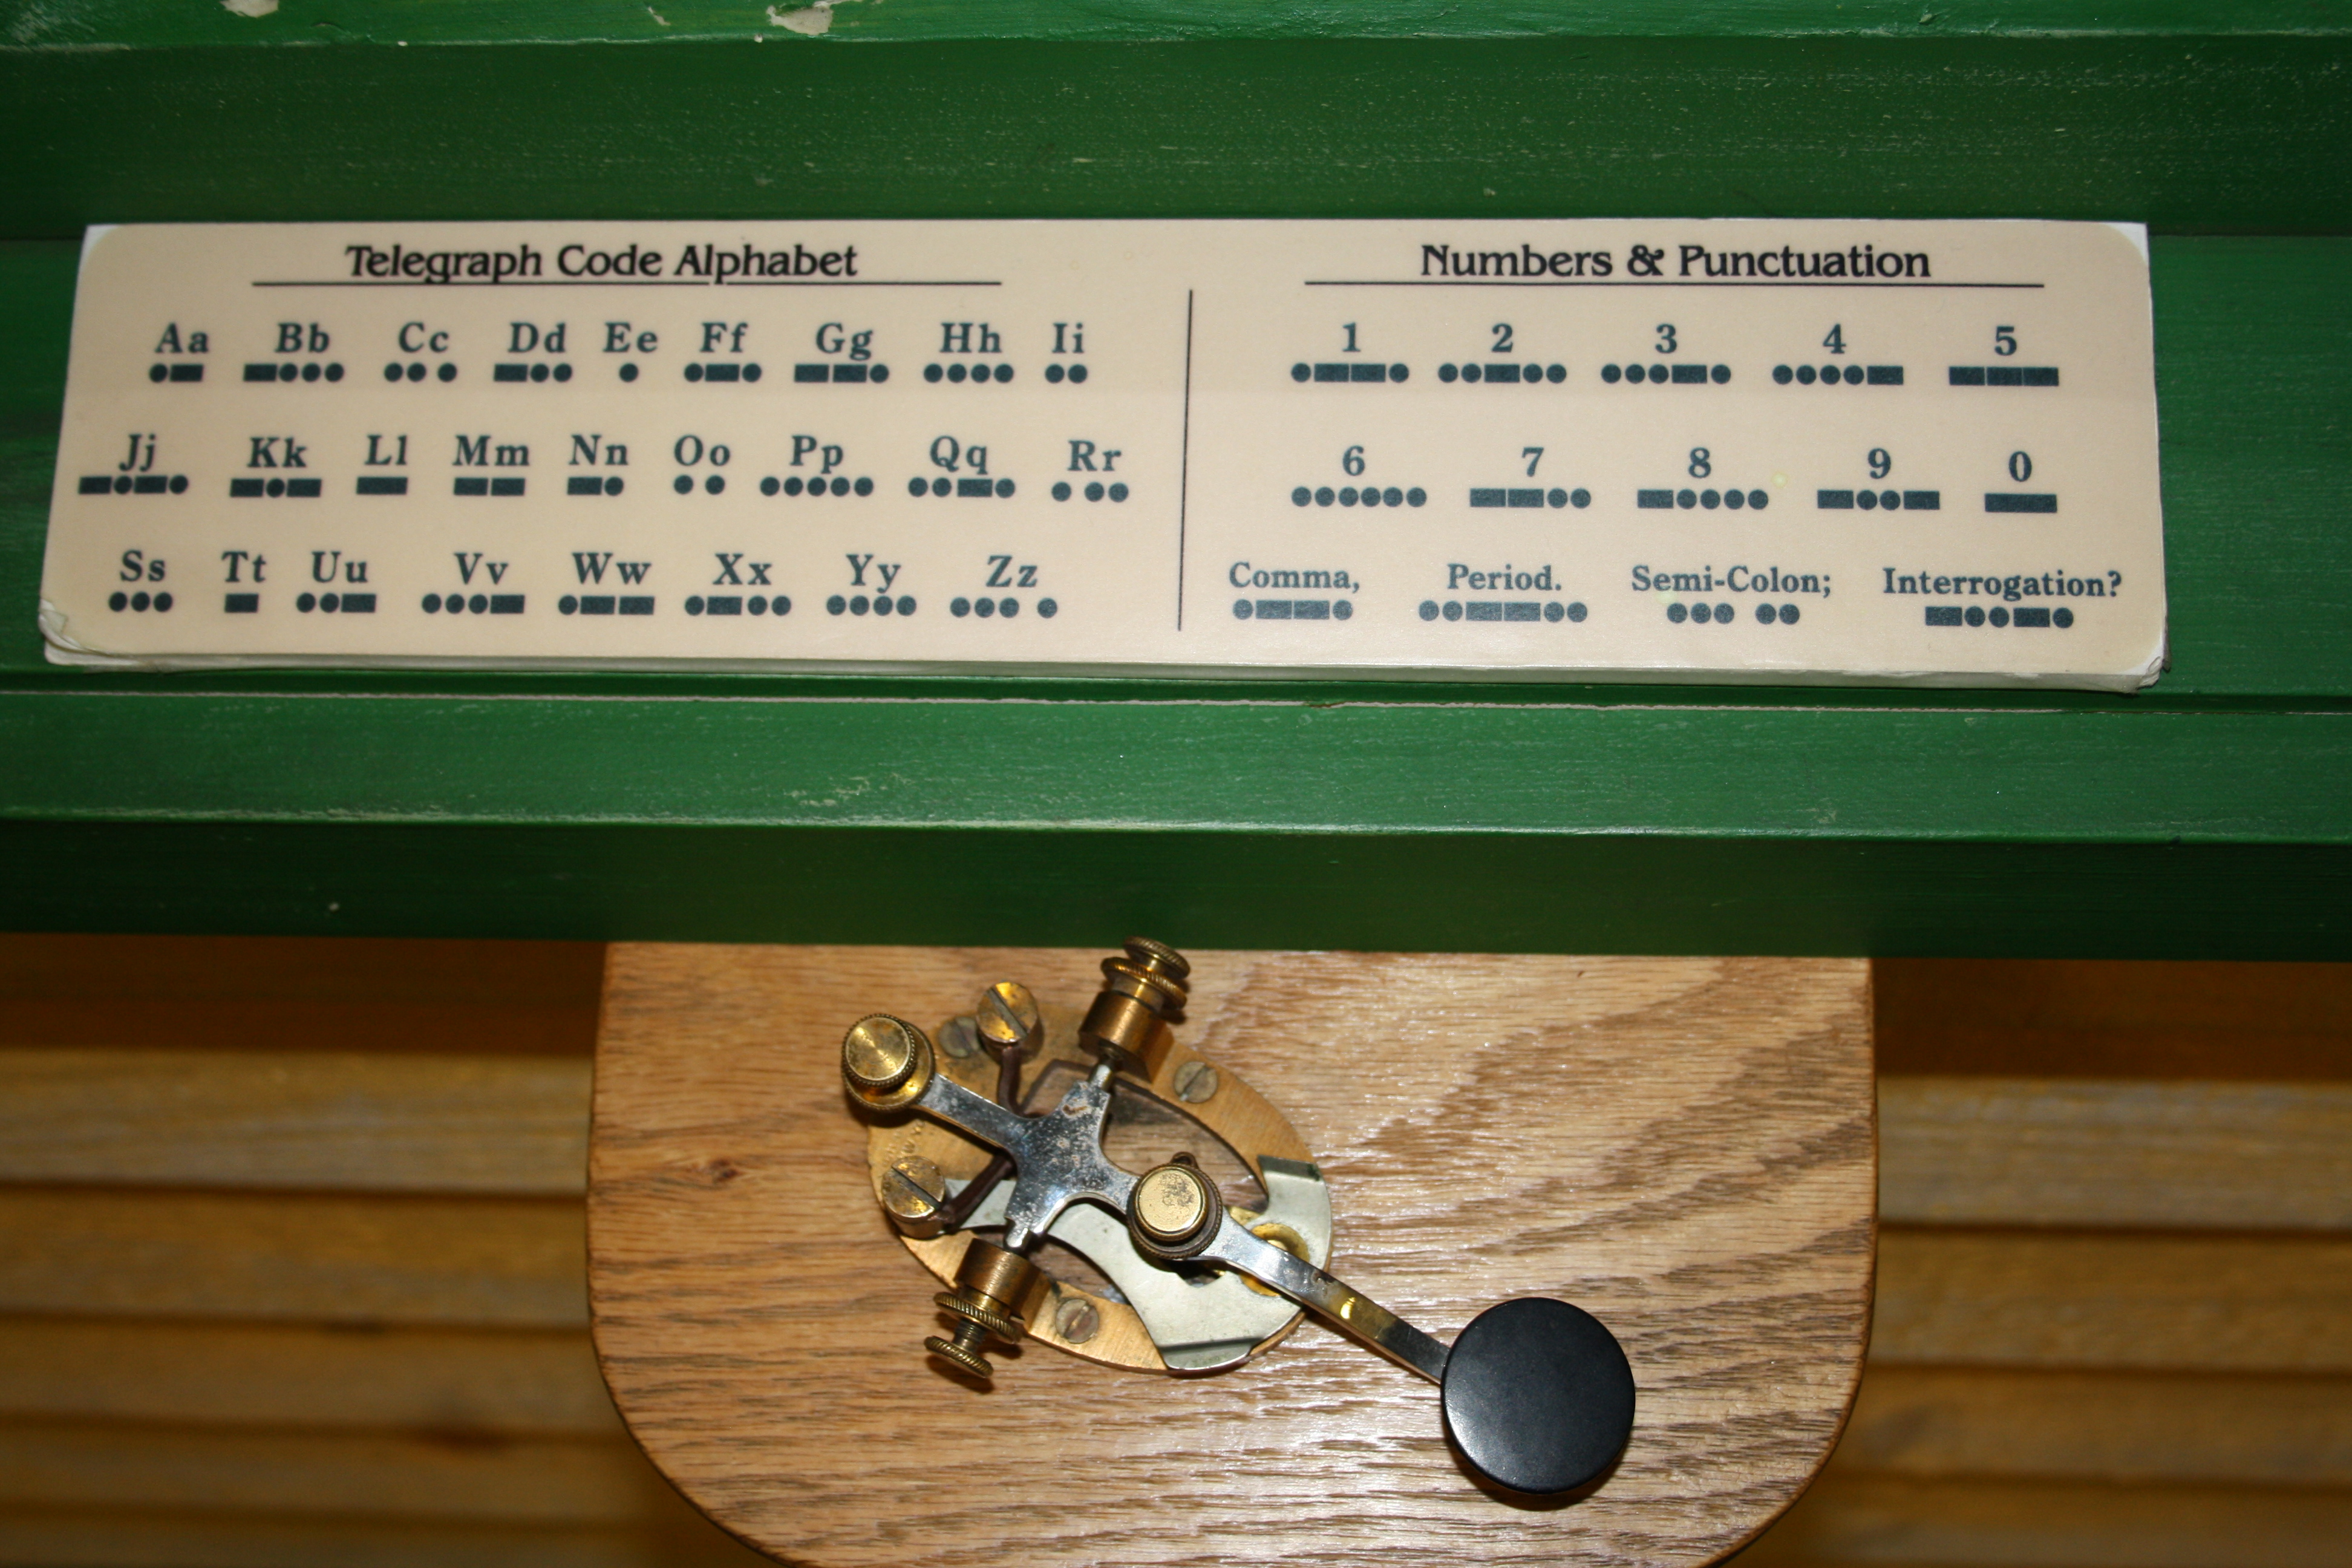 Telegraph Code Alphabet
Aa Bb Cc Dd Ee Ff Gg Hh Ii
Jj Kk Ll Mm Nn Oo Pp Qq Rr
Ss Tt Uu Vv Ww Xx Yy Zz
Numbers & Punctuation
1 2 3 4 5
6 7 8 9 0
Comma, Period. Semi-Colon; Interrogation?